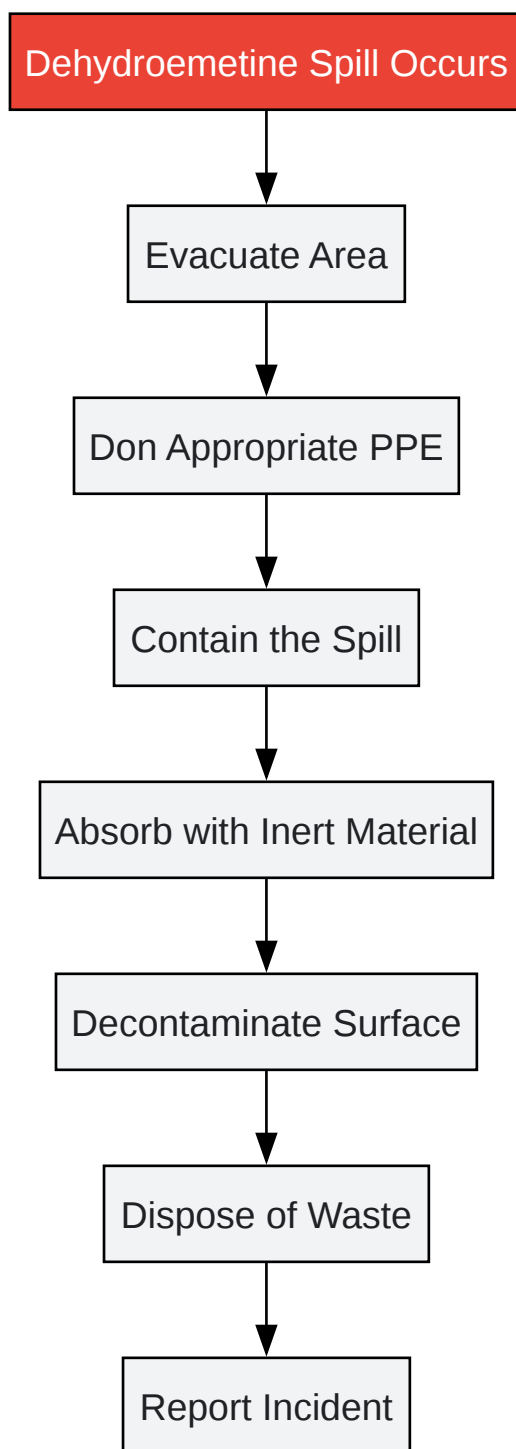 Dehydroemetine Spill Occurs
Evacuate Area
Don Appropriate PPE
Contain the Spill
Absorb with Inert Material
Decontaminate Surface
Dispose of Waste
Report Incident